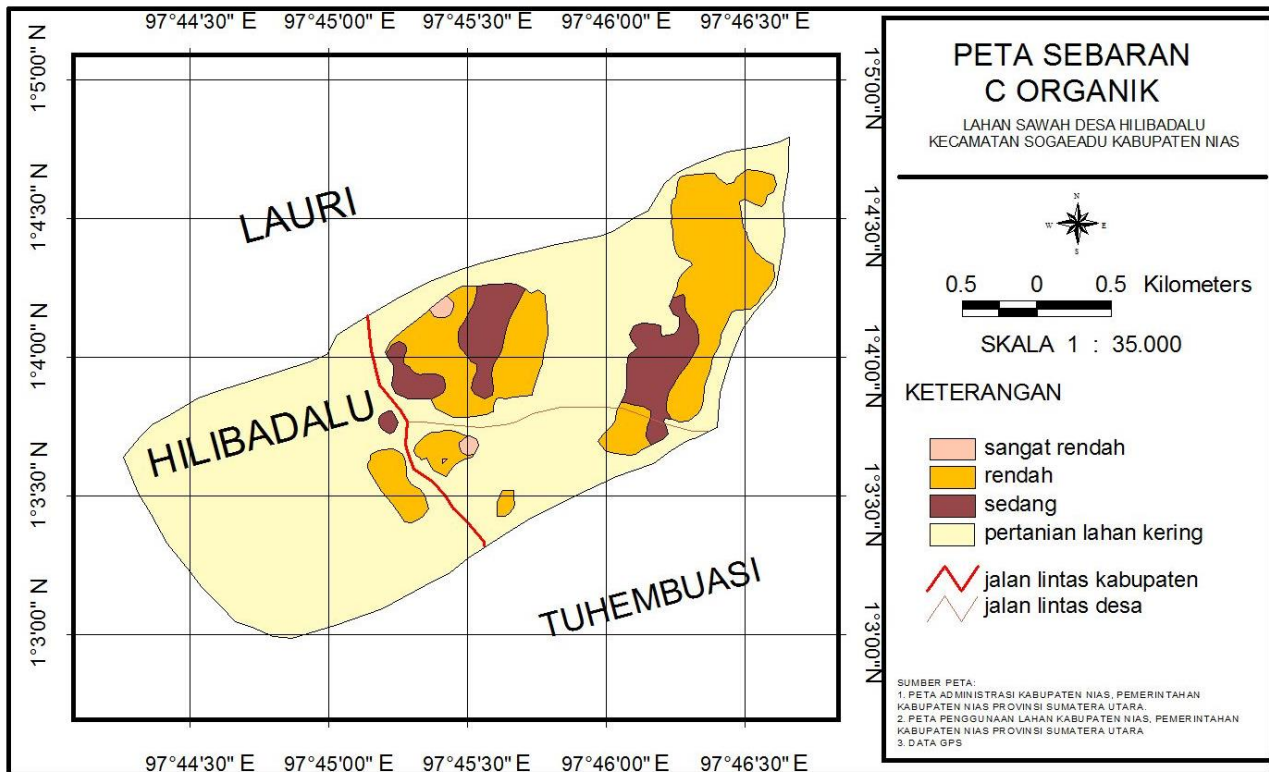 97°44'30" E 97°45'00" E 97°45'30" E 97°46'00" E 97°46'30" E
1°5'00" N
1°4'30" N
1°4'00" N
1°3'30" N
1°3'00" N
LAURI
HILIBADALU
TUHEMBUASI
1°5'00"N
1°4'30"N
1°4'00"N
1°3'30"N
1°3'00"N
97°44'30" E 97°45'00" E 97°45'30" E 97°46'00" E 97°46'30" E
PETA SEBARAN
C ORGANIK
LAHAN SAWAH DESA HILIBADALU
KECAMATAN SOGAEADU KABUPATEN NIAS
N
W E
S
0.5 0 0.5 Kilometers
SKALA 1 : 35.000
KETERANGAN
sangat rendah
rendah
sedang
pertanian lahan kering
jalan lintas kabupaten
jalan lintas desa
SUMBER PETA:
1. PETA ADMINISTRASI KABUPATEN NIAS, PEMERINTAHAN
KABUPATEN NIAS PROVINSI SUMATERA UTARA.
2. PETA PENGGUNAAN LAHAN KABUPATEN NIAS, PEMERINTAHAN
KABUPATEN NIAS PROVINSI SUMATERA UTARA
3. DATA GPS